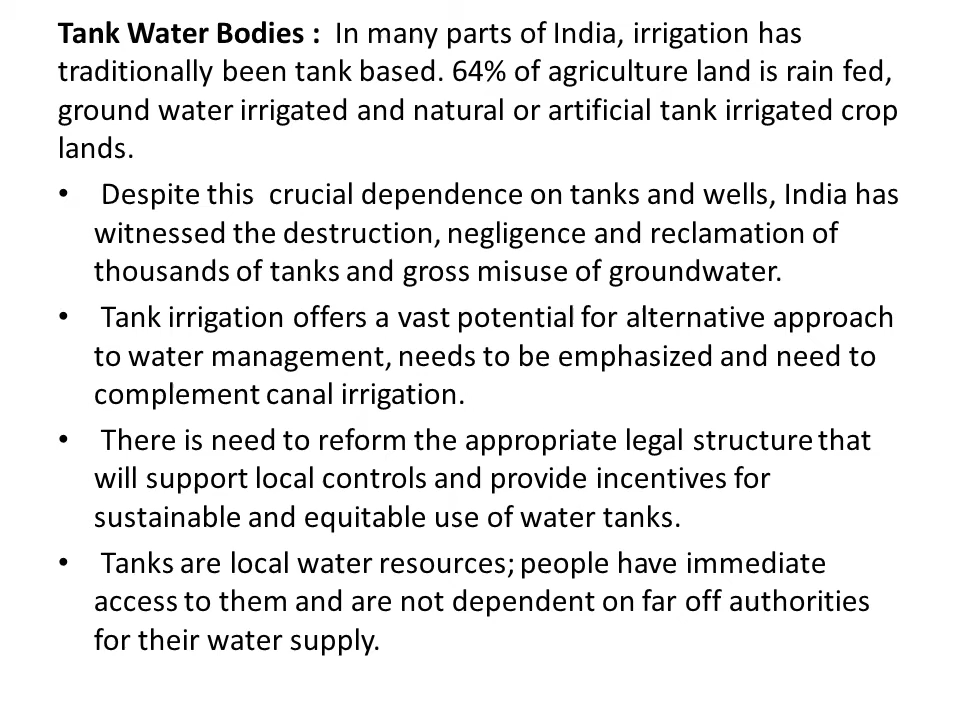 Tank Water Bodies :  In many parts of India, irrigation has
traditionally been tank based. 64% of agriculture land is rain fed,
ground water irrigated and natural or artificial tank irrigated crop
lands.
•  Despite this  crucial dependence on tanks and wells, India has
witnessed the destruction, negligence and reclamation of
thousands of tanks and gross misuse of groundwater.
•  Tank irrigation offers a vast potential for alternative approach
to water management, needs to be emphasized and need to
complement canal irrigation.
•  There is need to reform the appropriate legal structure that
will support local controls and provide incentives for
sustainable and equitable use of water tanks.
•  Tanks are local water resources; people have immediate
access to them and are not dependent on far off authorities
for their water supply.